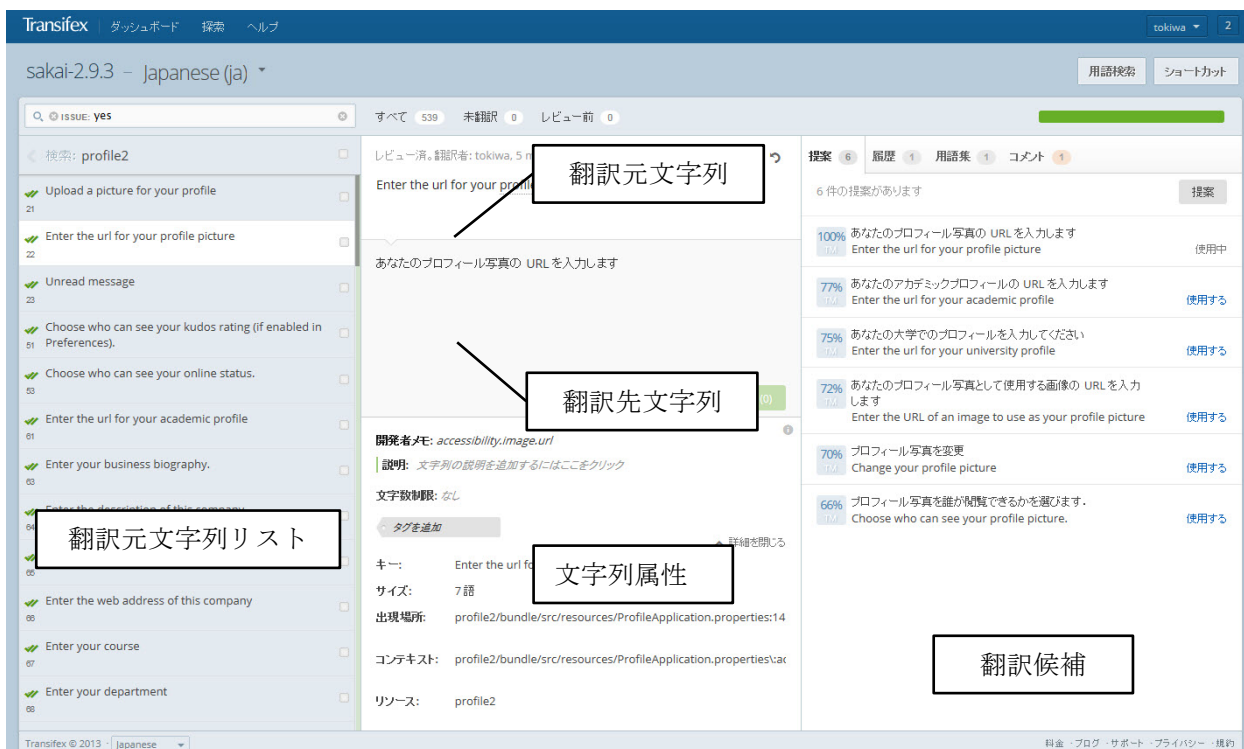 Transifex ダッシュボード 探索 ヘルプ
tokiwa 2
sakai-2.9.3 – Japanese (ja)
用語検索 ショートカット
ISSUE: yes
すべて 539 未翻訳 0 レビュー前 0
検索: profile2
Upload a picture for your profile
21
Enter the url for your profile picture
22
Unread message
23
Choose who can see your kudos rating (if enabled in
51 Preferences).
Choose who can see your online status.
53
Enter the url for your academic profile
61
Enter your business biography.
63
64
翻訳元文字列リスト
65
Enter the web address of this company
66
Enter your course
67
Enter your department
68
レビュー済。翻訳者: tokiwa, 5
Enter the url for your
翻訳元文字列
あなたのプロフィール写真の URL を入力します
翻訳先文字列
(0)
開発者メモ: accessibility.image.url
説明: 文字列の説明を追加するにはここをクリック
文字数制限: なし
タグを追加
詳細を閉じる
文字列属性
キー: Enter the url
サイズ: 7 語
出現場所: profile2/bundle/src/resources/ProfileApplication.properties:14
コンテキスト: profile2/bundle/src/resources/ProfileApplication.properties\:ac
リソース: profile2
提案 6 履歴 1 用語集 1 コメント 1
6 件の提案があります 提案
100% あなたのプロフィール写真の URL を入力します
TM Enter the url for your profile picture 使用中
77% あなたのアカデミックプロフィールの URL を入力します
TM Enter the url for your academic profile 使用する
75% あなたの大学でのプロフィールを入力してください
TM Enter the url for your university profile 使用する
72% あなたのプロフィール写真として使用する画像の URL を入力
TM します
Enter the URL of an image to use as your profile picture 使用する
70% プロフィール写真を変更
TM Change your profile picture 使用する
66% プロフィール写真を誰が閲覧できるかを選びます.
TM Choose who can see your profile picture. 使用する
翻訳候補
Transifex © 2013 · Japanese
料金 · ブログ · サポート · プライバシー · 規約